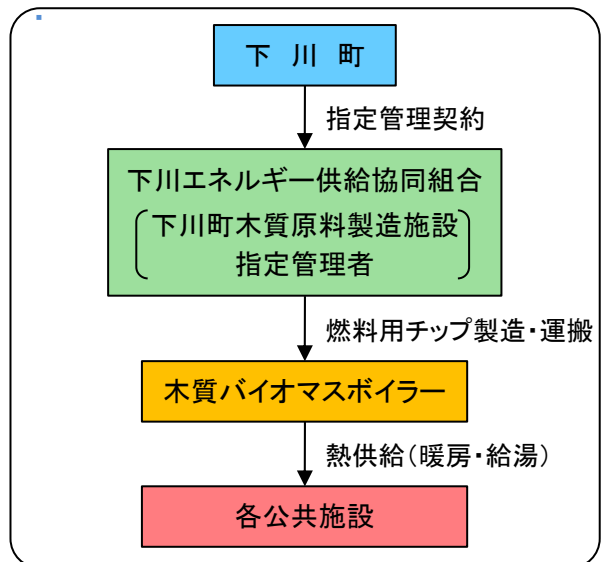 下 川 町
指定管理契約
下川エネルギー供給協同組合
下川町木質原料製造施設
指定管理者
燃料用チップ製造・運搬
木質バイオマスボイラー
熱供給(暖房・給湯)
各公共施設